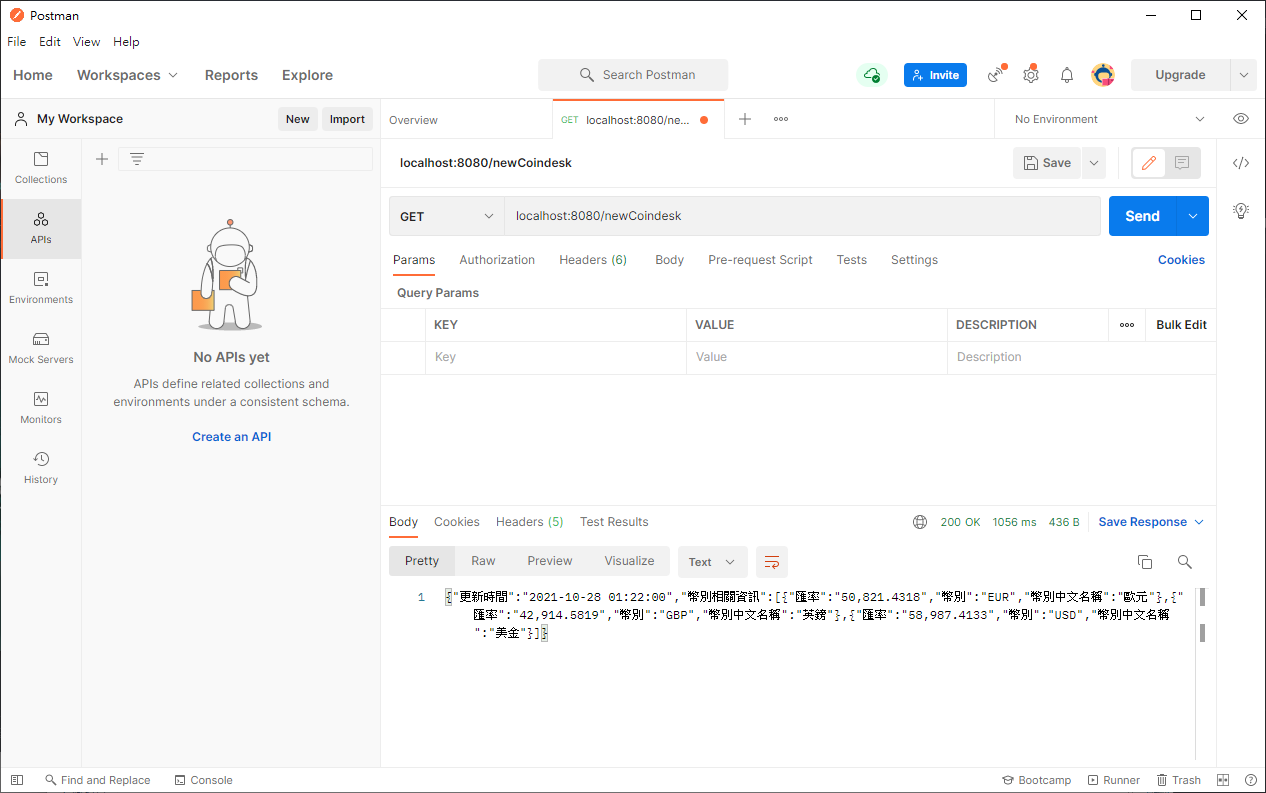 Postman
File Edit View Help
Home Workspaces Reports Explore Search Postman Invite Upgrade
My Workspace New Import
Overview GET localhost:8080/ne... No Environment
Collections
APIs
Environments
Mock Servers
Monitors
History
No APIs yet
APIs define related collections and
environments under a consistent schema.
Create an API
localhost:8080/newCoindesk Save
GET localhost:8080/newCoindesk Send
Params Authorization Headers (6) Body Pre-request Script Tests Settings Cookies
Query Params
KEY VALUE DESCRIPTION Bulk Edit
Key Value Description
Body Cookies Headers (5) Test Results 200 OK 1056 ms 436 B Save Response
Pretty Raw Preview Visualize Text
1 {"更新時間":"2021-10-28 01:22:00","幣別相關資訊":[{"匯率":"50,821.4318","幣別":"EUR","幣別中文名稱":"歐元"},{"
匯率":"42,914.5819","幣別":"GBP","幣別中文名稱":"英鎊"},{"匯率":"58,987.4133","幣別":"USD","幣別中文名稱
":"美金"}]}
Find and Replace Console Bootcamp Runner Trash